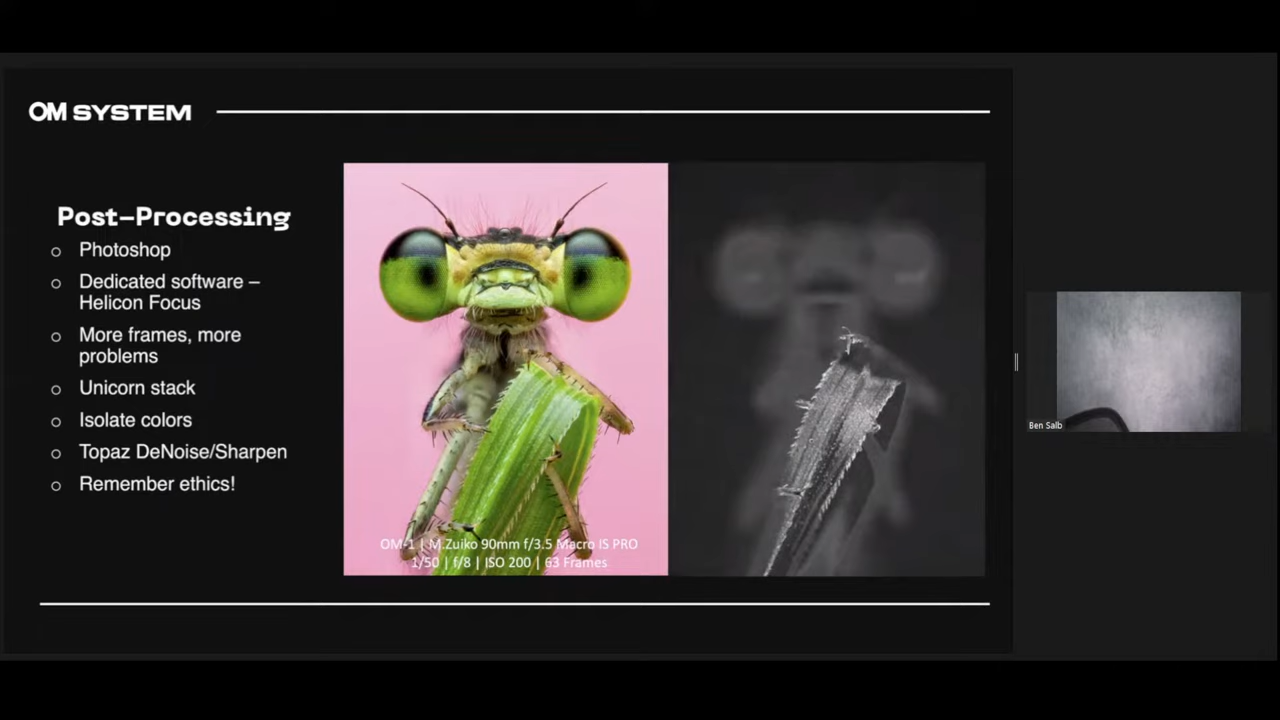 OM SYSTEM
Post-Processing
Photoshop
Dedicated software –
Helicon Focus
More frames, more
problems
Unicorn stack
Isolate colors
Topaz DeNoise/Sharpen
Remember ethics!
OM-1 | M.Zuiko 90mm f/3.5 Macro IS PRO
1/50 | f/8 | ISO 200 | 63 Frames
Ben Salb